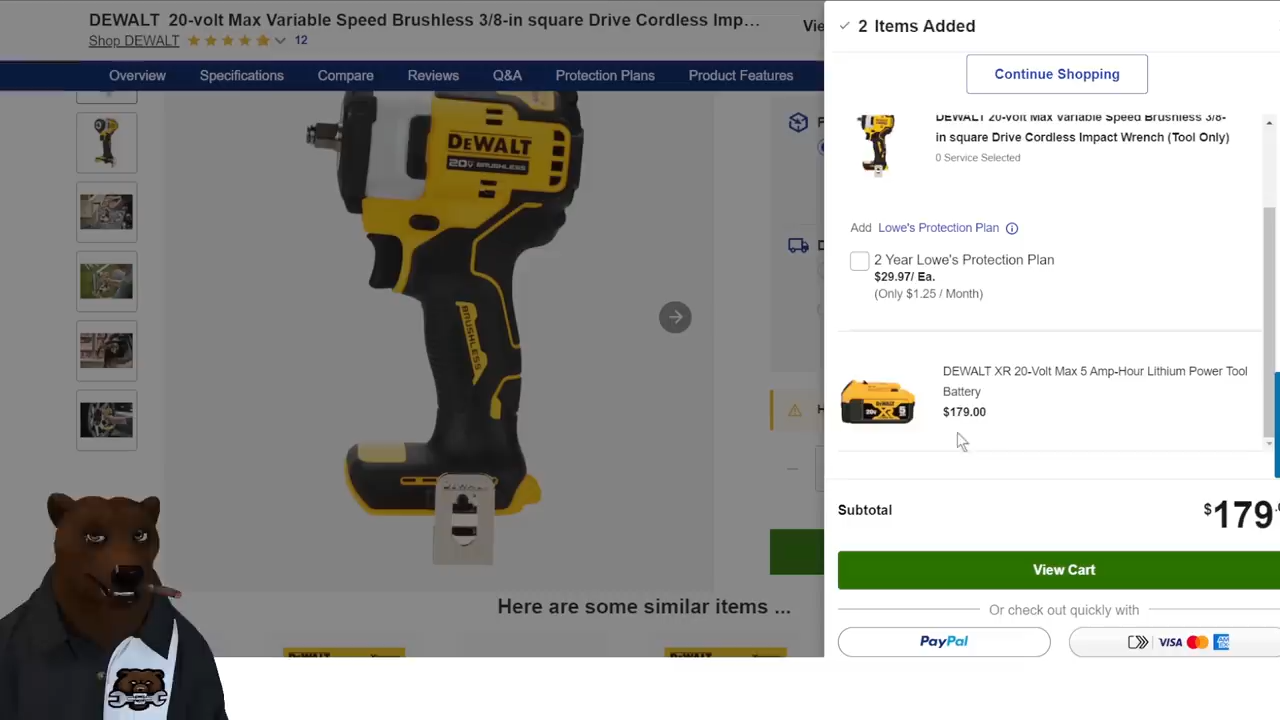 DEWALT 20-volt Max Variable Speed Brushless 3/8-in square Drive Cordless Imp...
Shop DEWALT 12
Overview Specifications Compare Reviews Q&A Protection Plans Product Features
DEWALT
20V BRUSHLESS
BRUSHLESS
Here are some similar items ...
2 Items Added
Continue Shopping
DEWALT 20-volt Max Variable Speed Brushless 3/8-
in square Drive Cordless Impact Wrench (Tool Only)
0 Service Selected
Add Lowe's Protection Plan
2 Year Lowe's Protection Plan
$29.97/ Ea.
(Only $1.25 / Month)
DEWALT XR 20-Volt Max 5 Amp-Hour Lithium Power Tool
Battery
$179.00
DEWALT
20V XR 5
Subtotal
$179.
View Cart
Or check out quickly with
PayPal
VISA